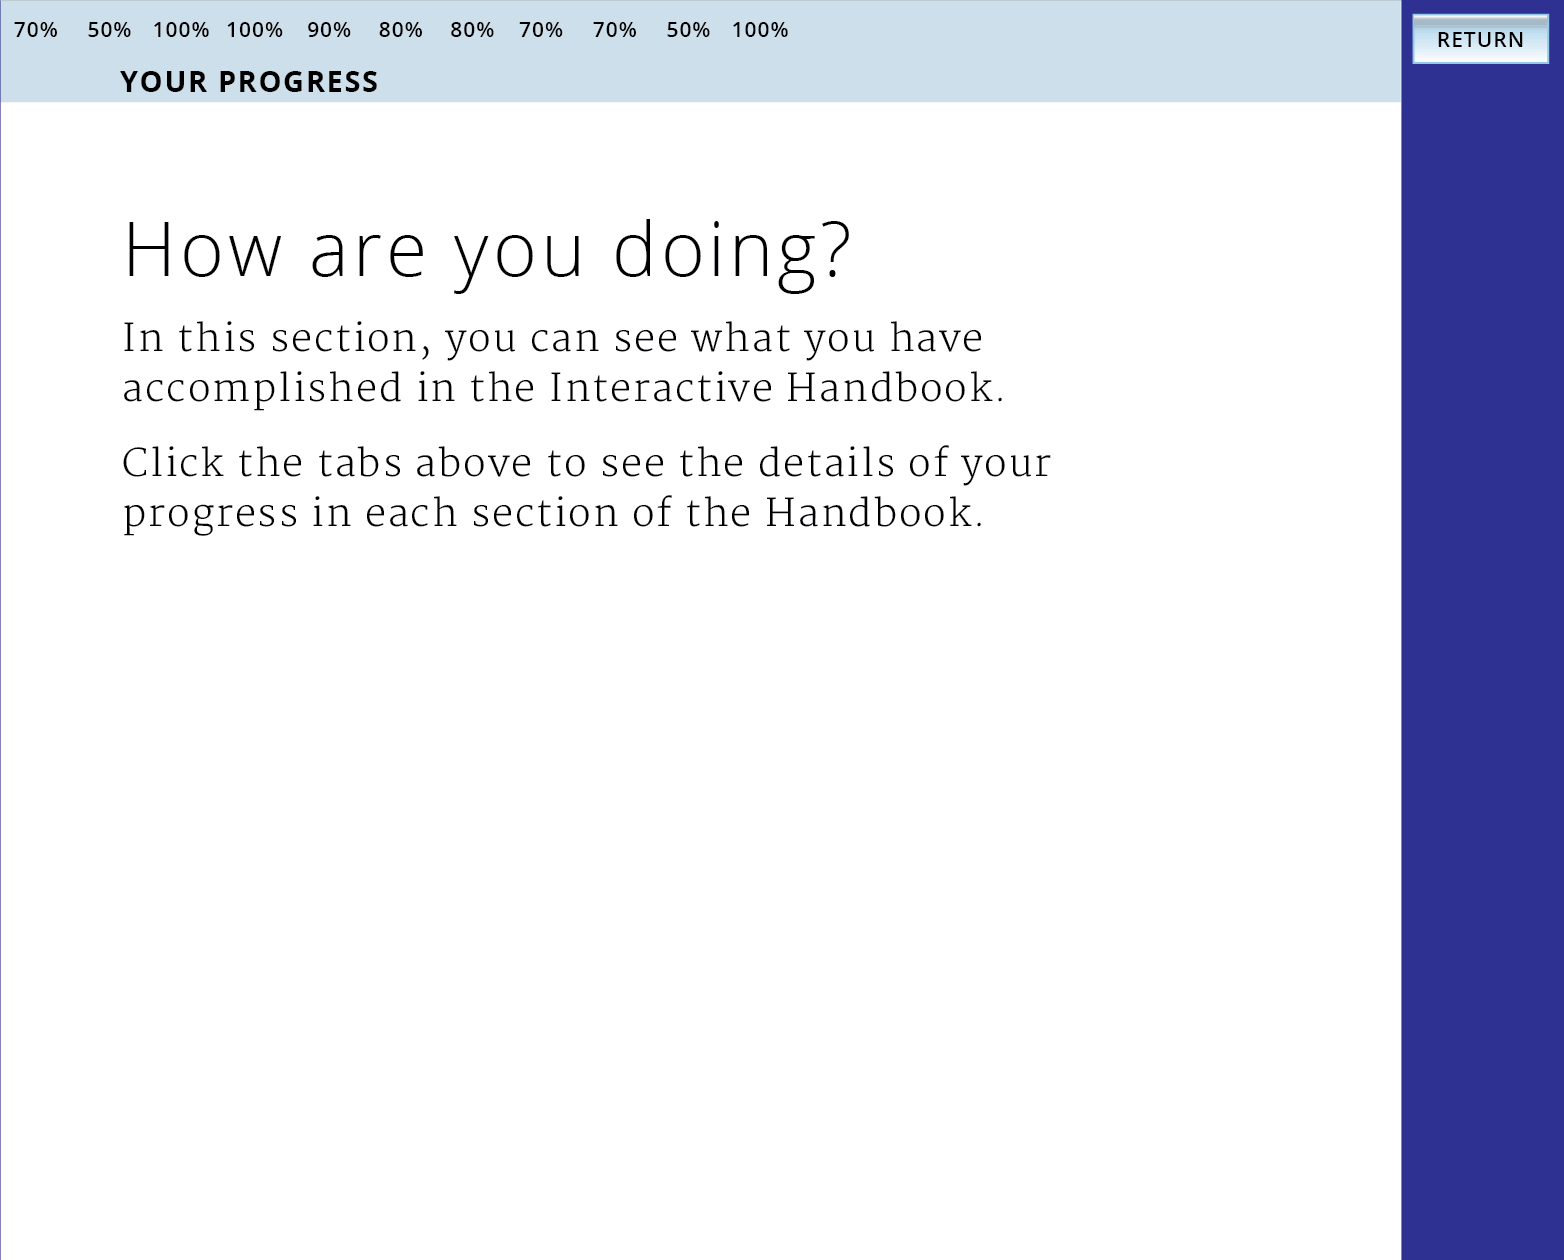 70% 50% 100% 100% 90% 80% 80% 70% 70% 50% 100%
RETURN
YOUR PROGRESS
How are you doing?
In this section, you can see what you have
accomplished in the Interactive Handbook.
Click the tabs above to see the details of your
progress in each section of the Handbook.